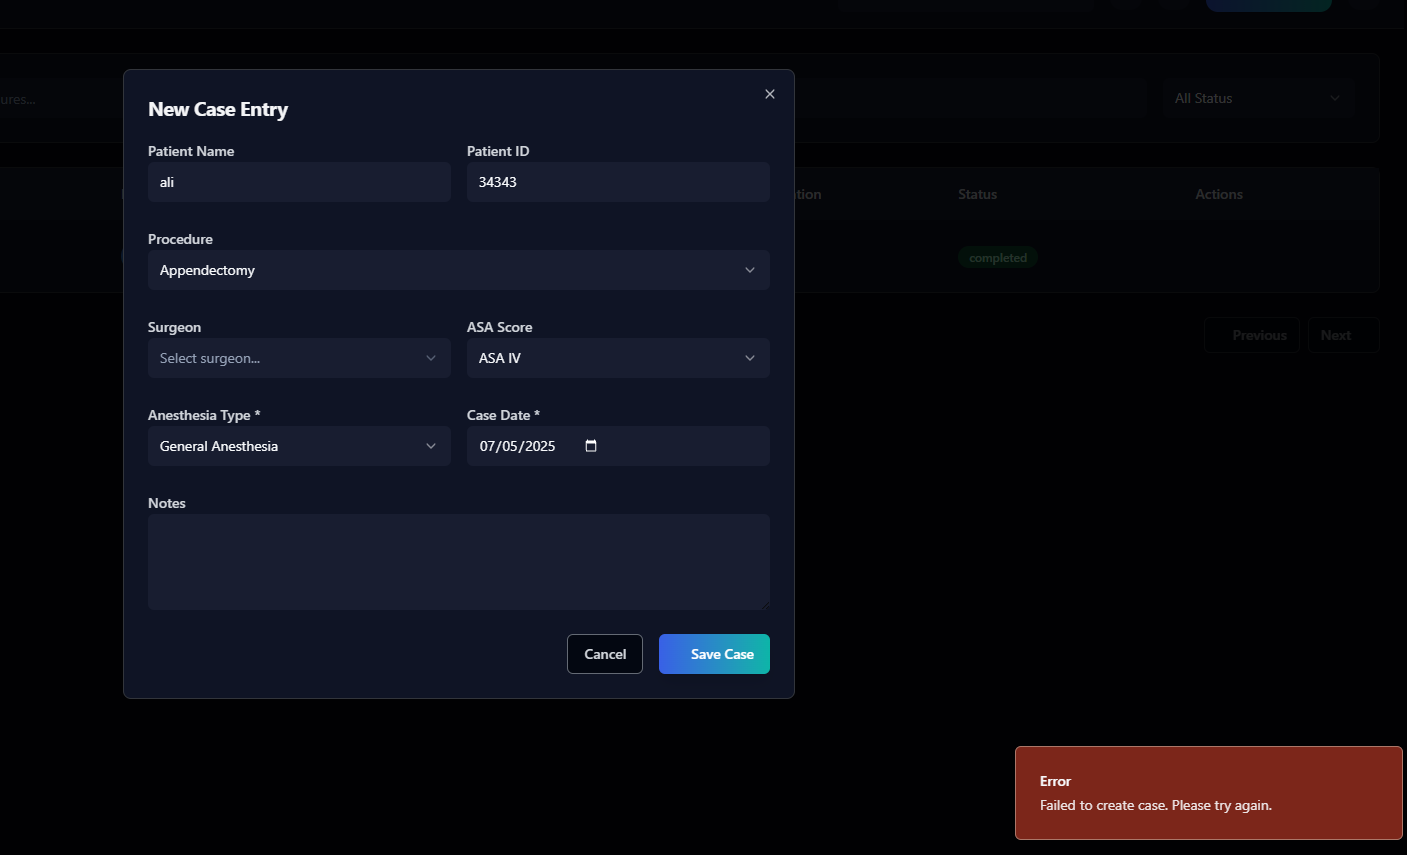 ures...
All Status
New Case Entry
Patient Name
Patient ID
ali
34343
tion
Status
Actions
Procedure
Appendectomy
completed
Surgeon
ASA Score
Select surgeon...
ASA IV
Previous
Next
Anesthesia Type *
Case Date *
General Anesthesia
07/05/2025
Notes
Cancel
Save Case
Error
Failed to create case. Please try again.